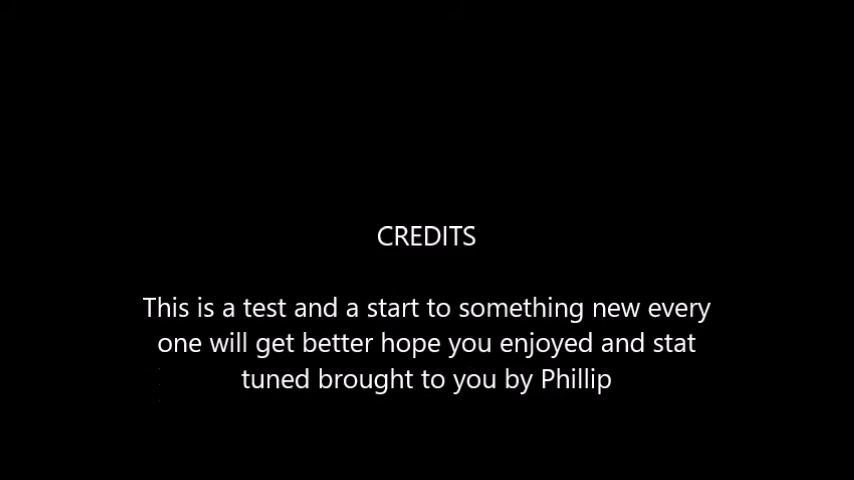 CREDITS
This is a test and a start to something new every
one will get better hope you enjoyed and stat
tuned brought to you by Phillip